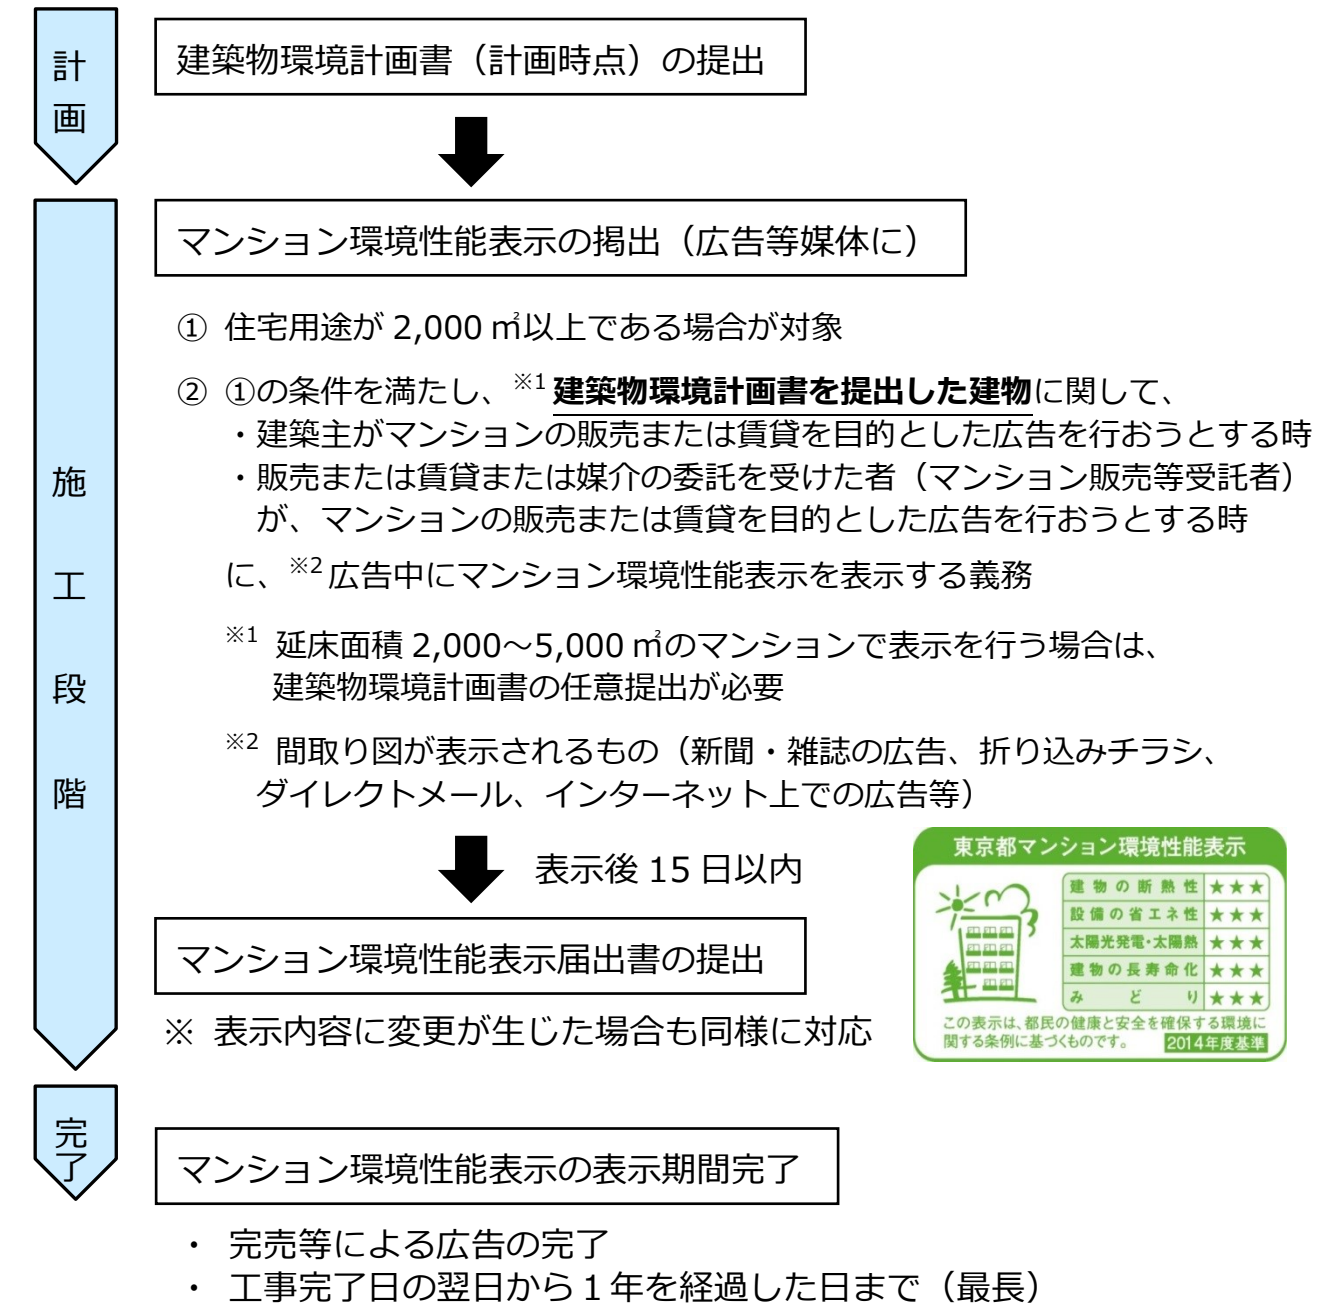 計画
建築物環境計画書（計画時点）の提出
施工段階
マンション環境性能表示の掲出（広告等媒体に）
① 住宅用途が 2,000 ㎡以上である場合が対象
② ①の条件を満たし、※1 建築物環境計画書を提出した建物に関して、
・建築主がマンションの販売または賃貸を目的とした広告を行おうとする時
・販売または賃貸または媒介の委託を受けた者（マンション販売等受託者）
が、マンションの販売または賃貸を目的とした広告を行おうとする時
に、※2 広告中にマンション環境性能表示を表示する義務
※1 延床面積 2,000～5,000 ㎡のマンションで表示を行う場合は、
建築物環境計画書の任意提出が必要
※2 間取り図が表示されるもの（新聞・雑誌の広告、折り込みチラシ、
ダイレクトメール、インターネット上での広告等）
表示後 15 日以内
マンション環境性能表示届出書の提出
※ 表示内容に変更が生じた場合も同様に対応
東京都マンション環境性能表示
建物の断熱性 ★★★
設備の省エネ性 ★★★
太陽光発電・太陽熱 ★★★
建物の長寿命化 ★★★
みどり ★★★
この表示は、都民の健康と安全を確保する環境に
関する条例に基づくものです。 2014年度基準
完了
マンション環境性能表示の表示期間完了
・ 完売等による広告の完了
・ 工事完了日の翌日から１年を経過した日まで（最長）